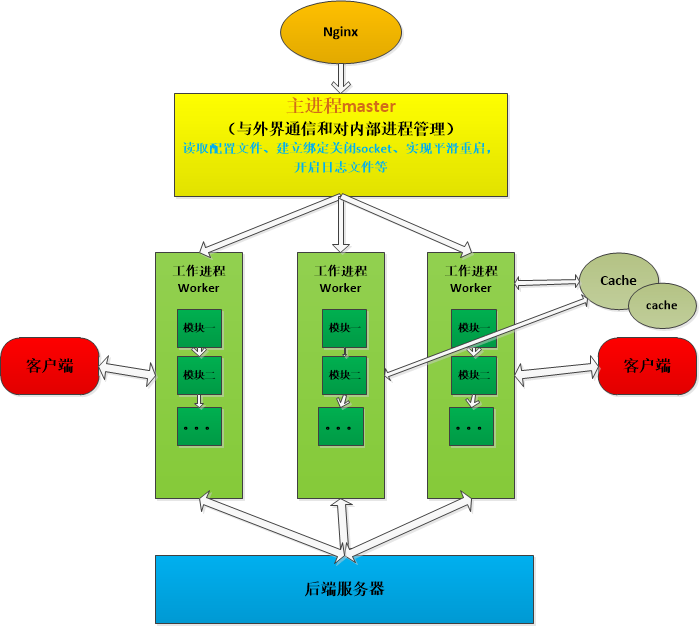 Nginx
主进程master
（与外界通信和对内部进程管理）
读取配置文件、建立绑定关闭socket、实现平滑重启，
开启日志文件等
工作进程
Worker
模块一
模块二
...
工作进程
Worker
模块一
模块二
...
工作进程
Worker
模块一
模块二
...
Cache
cache
客户端
客户端
后端服务器